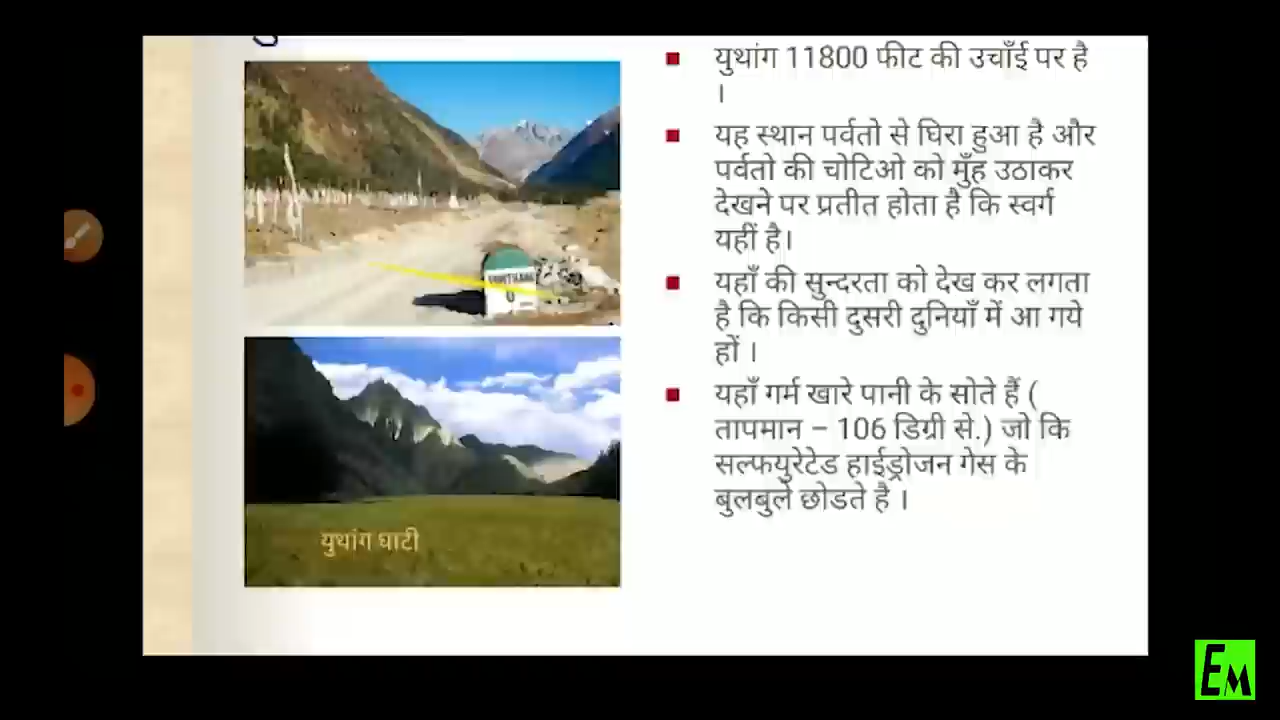 युथांग 11800 फीट की उचाँई पर है
।
यह स्थान पर्वतो से घिरा हुआ है और
पर्वतो की चोटिओ को मुँह उठाकर
देखने पर प्रतीत होता है कि स्वर्ग
यहीं है।
यहाँ की सुन्दरता को देख कर लगता
है कि किसी दुसरी दुनियाँ में आ गये
हों ।
यहाँ गर्म खारे पानी के सोते हैं (
तापमान – 106 डिग्री से.) जो कि
सल्फयुरेटेड हाईड्रोजन गेस के
बुलबुले छोडते है ।
युथांग घाटी
EM